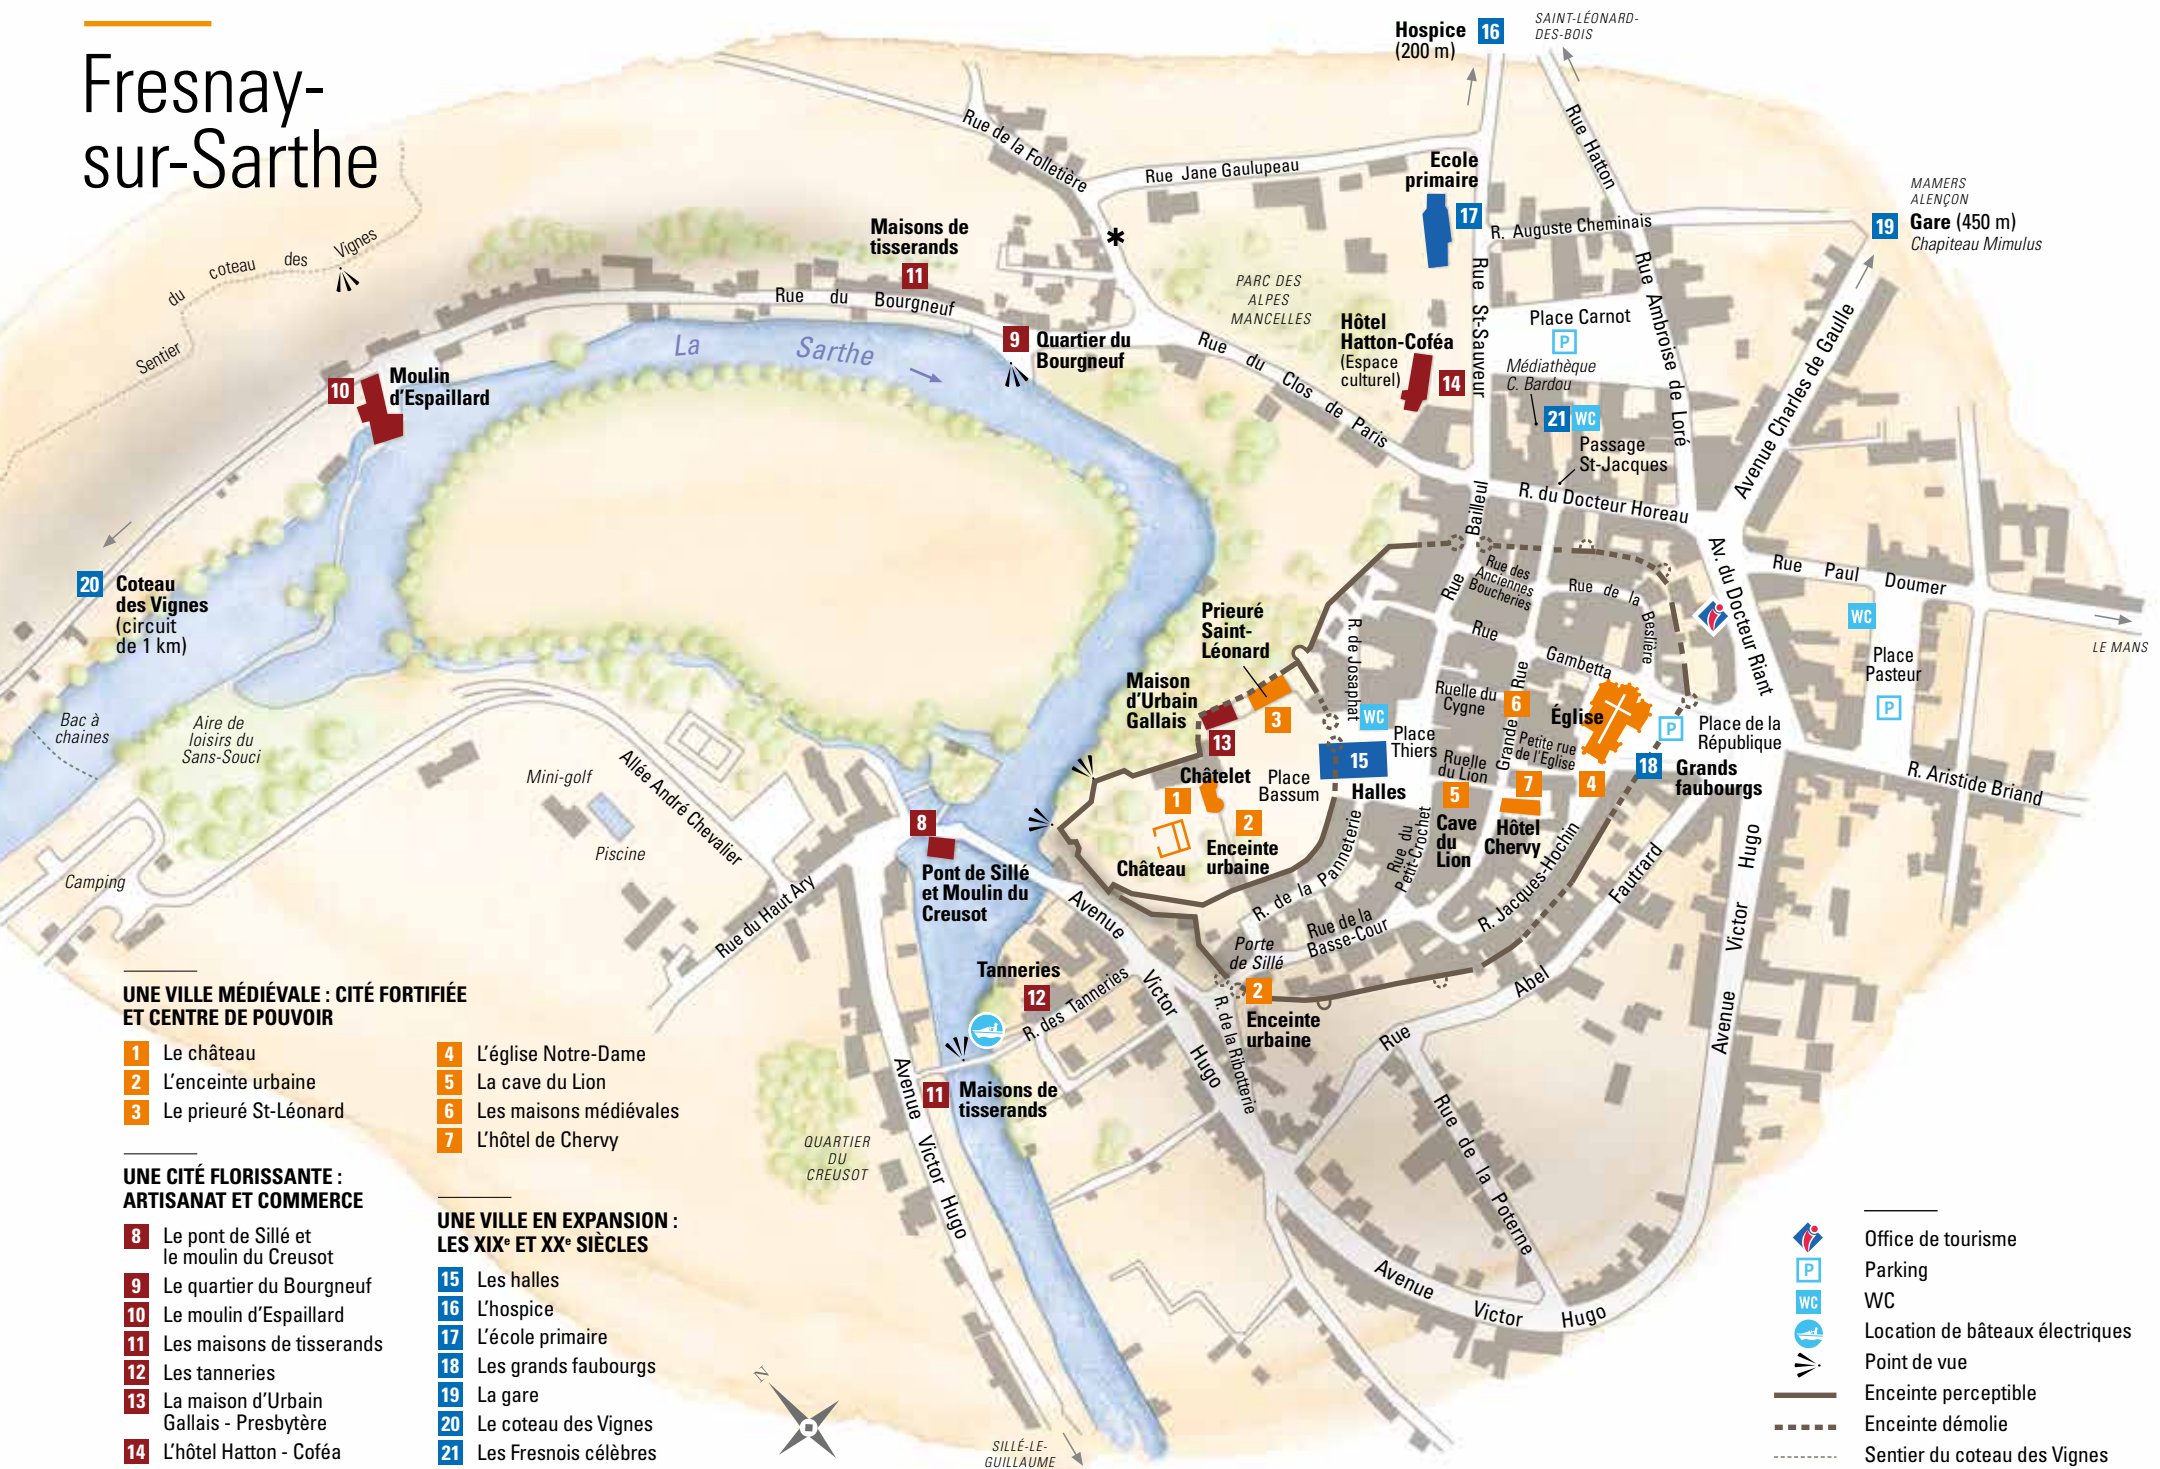 Fresnay-
sur-Sarthe
Hospice
(200 m)
16
SAINT-LÉONARD-
DES-BOIS
Rue Hatton
Rue de la Folletière
Rue Jane Gaulupeau
Ecole
primaire
17
R. Auguste Cheminais
MAMERS
ALENÇON
19
Gare (450 m)
Chapiteau Mimulus
Sentier du coteau des Vignes
Maisons de
tisserands
11
Rue du Bourgneuf
*
PARC DES
ALPES
MANCELLES
Rue St-Sauveur
Rue Ambroise de Loré
Avenue Charles de Gaulle
Place Carnot
P
Hôtel
Hatton-Coféa
(Espace
culturel)
14
Médiathèque
C. Bardou
21
WC
Passage
St-Jacques
La Sarthe
9
Quartier du
Bourgneuf
Rue du Clos de Paris
10
Moulin
d'Espaillard
R. du Docteur Horeau
Rue Bailleul
Rue des
Anciennes
Boucheries
Rue de la Beslière
Av. du Docteur Riant
Rue Paul Doumer
WC
LE MANS
Place
Pasteur
P
20
Coteau
des Vignes
(circuit
de 1 km)
Prieuré
Saint-
Léonard
3
R. de Josaphat
Rue Gambetta
Maison
d'Urbain
Gallais
13
WC
Place
Thiers
Ruelle du
Cygne
6
Grande Rue
Église
Petite rue
de l'Eglise
4
P
Place de la
République
18
Grands
faubourgs
R. Aristide Briand
Bac à
chaines
Aire de
loisirs du
Sans-Souci
Mini-golf
Piscine
Camping
Allée André Chevalier
Rue du Haut Ary
8
Pont de Sillé
et Moulin du
Creusot
Châtelet
1
Château
Place
Bassum
2
Enceinte
urbaine
15
Halles
Ruelle
du Lion
5
Cave
du
Lion
7
Hôtel
Chervy
R. de la Panneterie
Rue du
Petit-Crochet
R. Jacques-Hochin
Rue de la
Basse-Cour
Rue Abel Fautrard
Avenue Victor Hugo
Avenue Victor Hugo
Porte
de Sillé
2
Enceinte
urbaine
R. de la Ribotterie
Tanneries
12
R. des Tanneries
11
Maisons de
tisserands
Avenue Victor Hugo
QUARTIER
DU
CREUSOT
Rue de la Poterne
Avenue Victor Hugo
SILLÉ-LE-
GUILLAUME
N
UNE VILLE MÉDIÉVALE : CITÉ FORTIFIÉE
ET CENTRE DE POUVOIR
1 Le château
2 L'enceinte urbaine
3 Le prieuré St-Léonard
4 L'église Notre-Dame
5 La cave du Lion
6 Les maisons médiévales
7 L'hôtel de Chervy
UNE CITÉ FLORISSANTE :
ARTISANAT ET COMMERCE
8 Le pont de Sillé et
le moulin du Creusot
9 Le quartier du Bourgneuf
10 Le moulin d'Espaillard
11 Les maisons de tisserands
12 Les tanneries
13 La maison d'Urbain
Gallais - Presbytère
14 L'hôtel Hatton - Coféa
UNE VILLE EN EXPANSION :
LES XIXe ET XXe SIÈCLES
15 Les halles
16 L'hospice
17 L'école primaire
18 Les grands faubourgs
19 La gare
20 Le coteau des Vignes
21 Les Fresnois célèbres
Office de tourisme
P Parking
WC WC
Location de bâteaux électriques
Point de vue
Enceinte perceptible
Enceinte démolie
Sentier du coteau des Vignes